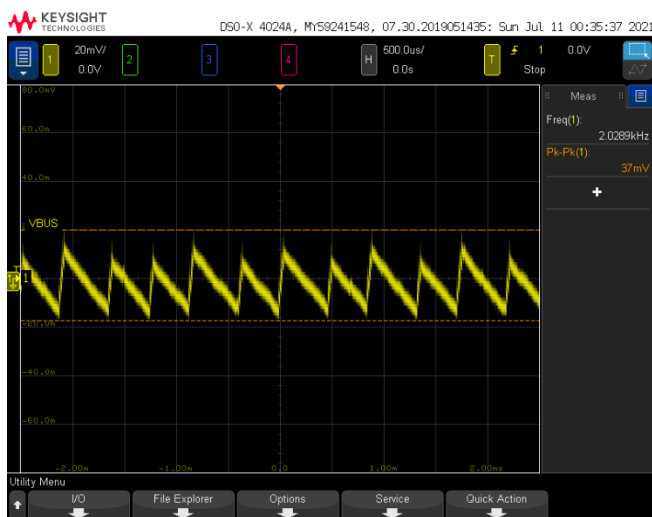 KEYSIGHT
TECHNOLOGIES
DSO-X 4024A, MY59241548, 07.30.2019051435: Sun Jul 11 00:35:37 2021
1 20mV/ 2 3 4 H 500.0us/ T 1 0.0V
0.0V 0.0s Stop
80.0mV
60.0m
40.0m
VBUS
1
-20.0m
-40.0m
-60.0m
-2.00m -1.00m 0.0 1.00m 2.00ms
Meas
Freq(1):
2.0289kHz
Pk-Pk(1):
37mV
+
Utility Menu
I/O File Explorer Options Service Quick Action